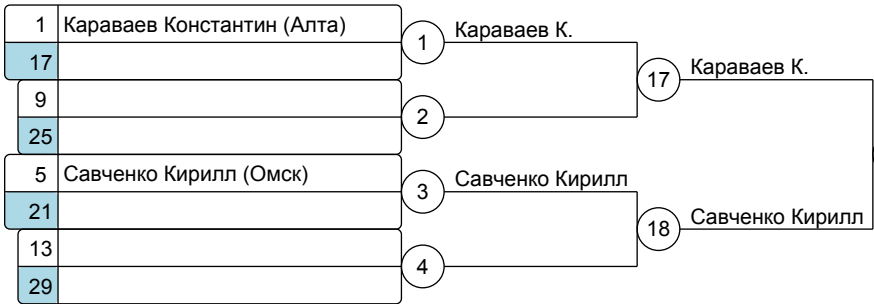 1 Караваев Константин (Алта)
17
9
25
5 Савченко Кирилл (Омск)
21
13
29
1 Караваев К.
2
3 Савченко Кирилл
4
17 Караваев К.
18 Савченко Кирилл